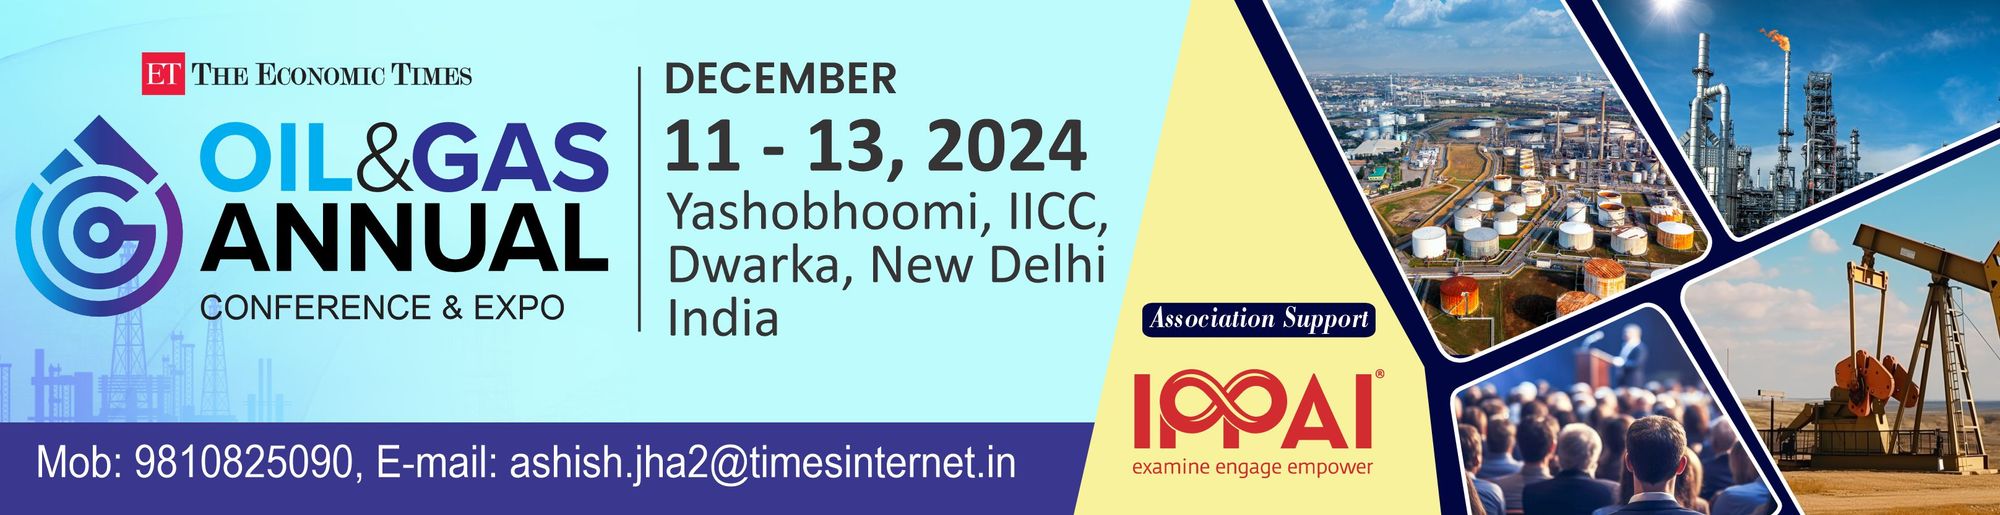 ET THE ECONOMIC TIMES
OIL&GAS
ANNUAL
CONFERENCE & EXPO
DECEMBER
11 - 13, 2024
Yashobhoomi, IICC,
Dwarka, New Delhi
India
Association Support
IPPAI®
examine engage empower
Mob: 9810825090, E-mail: ashish.jha2@timesinternet.in